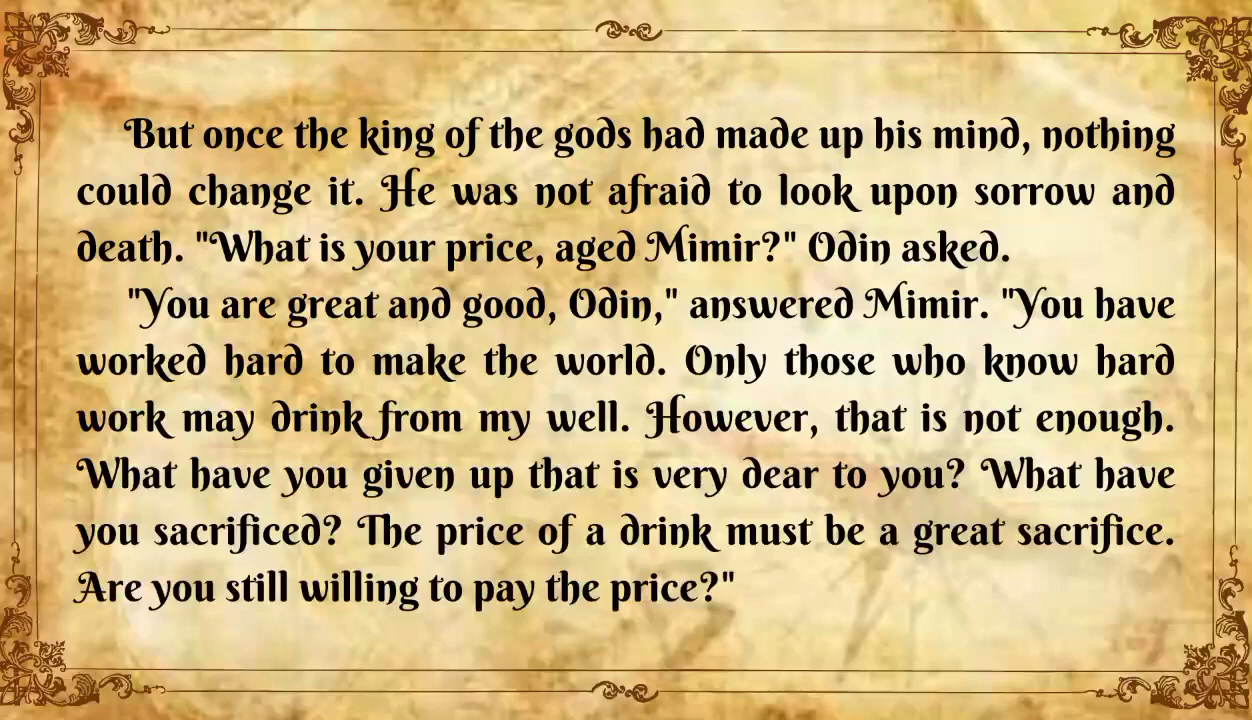 But once the king of the gods had made up his mind, nothing
could change it. He was not afraid to look upon sorrow and
death. "What is your price, aged Mimir?" Odin asked.
"You are great and good, Odin," answered Mimir. "You have
worked hard to make the world. Only those who know hard
work may drink from my well. However, that is not enough.
What have you given up that is very dear to you? What have
you sacrificed? The price of a drink must be a great sacrifice.
Are you still willing to pay the price?"